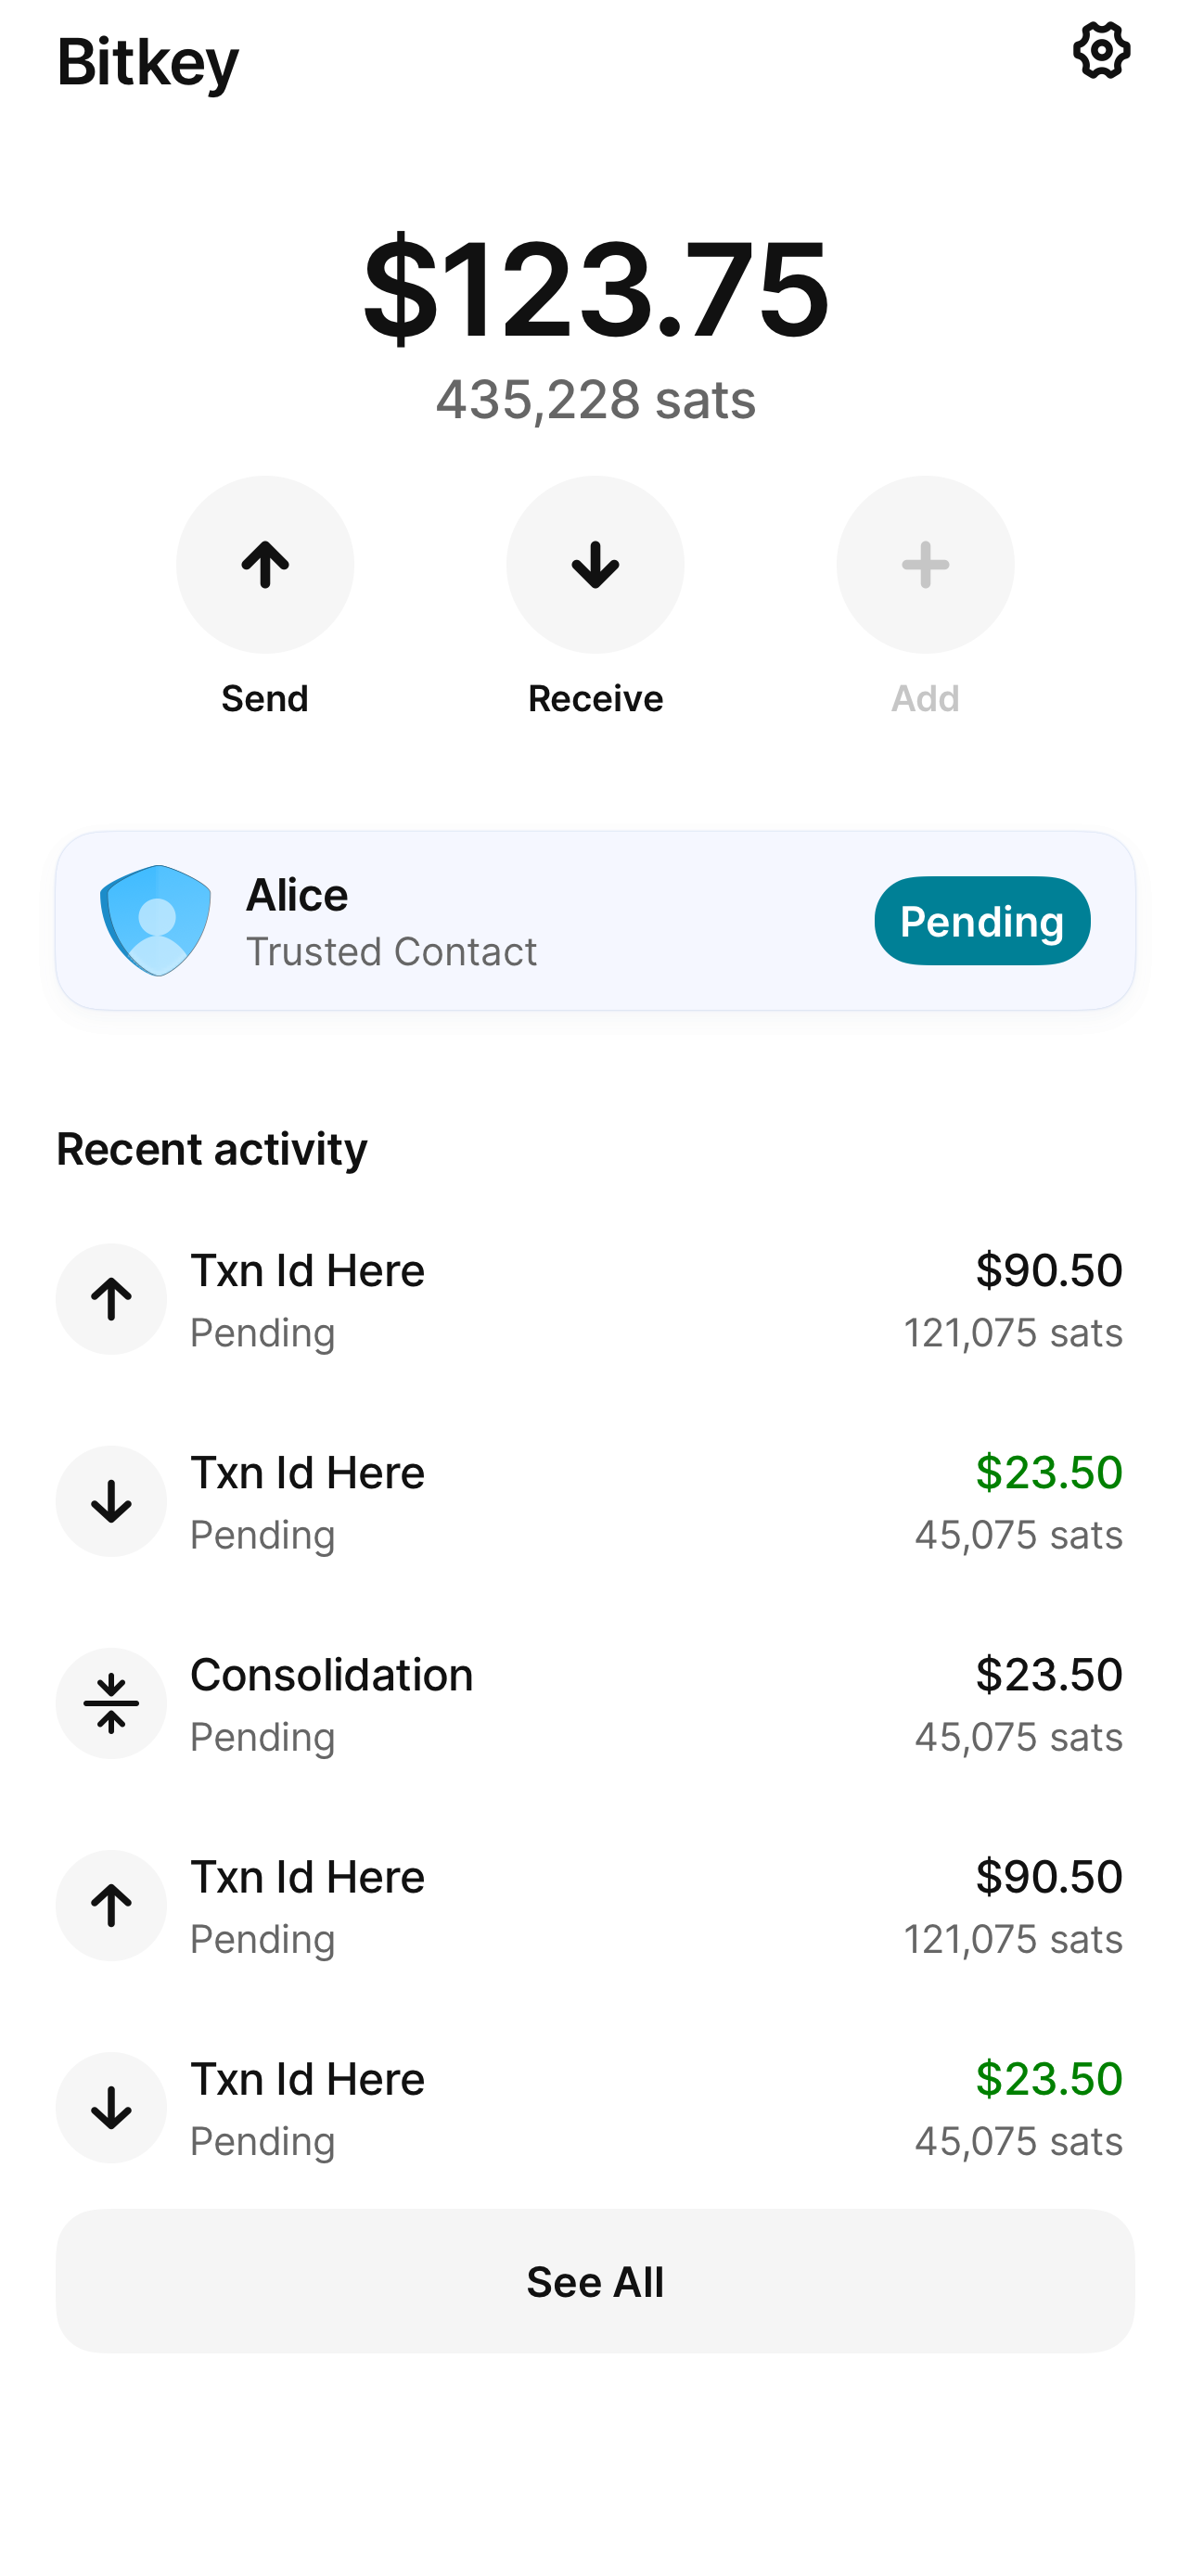 Bitkey
$123.75
435,228 sats
Send
Receive
Add
Alice
Trusted Contact
Pending
Recent activity
Txn Id Here
$90.50
Pending
121,075 sats
Txn Id Here
$23.50
Pending
45,075 sats
Consolidation
$23.50
Pending
45,075 sats
Txn Id Here
$90.50
Pending
121,075 sats
Txn Id Here
$23.50
Pending
45,075 sats
See All